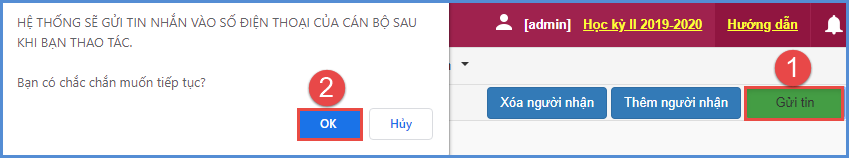 HỆ THỐNG SẼ GỬI TIN NHẮN VÀO SỐ ĐIỆN THOẠI CỦA CÁN BỘ SAU
KHI BẠN THAO TÁC.
Bạn có chắc chắn muốn tiếp tục?
2
OK
Hủy
[admin]
Học kỳ II 2019-2020
Hướng dẫn
1
Xóa người nhận
Thêm người nhận
Gửi tin